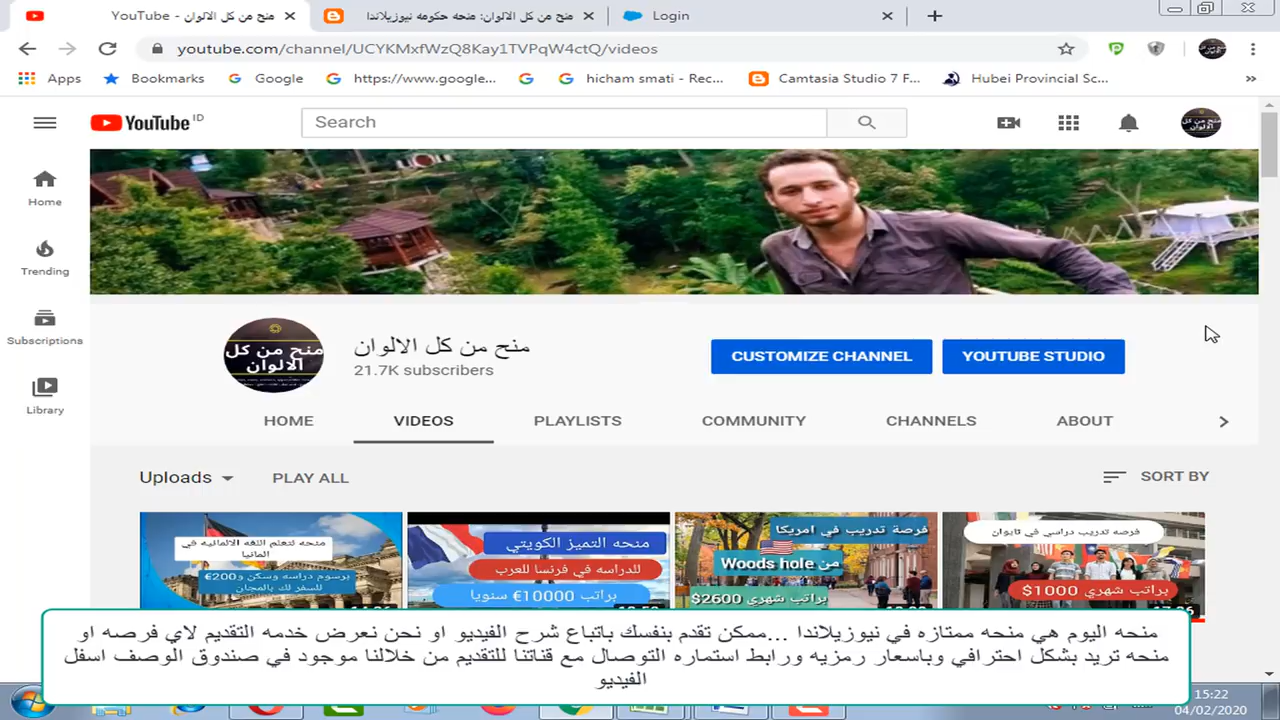 منح من كل الالوان - YouTube
منح من كل الالوان: منحه حكومه نيوزيلاندا
Login
youtube.com/channel/UCYKMxfWzQ8Kay1TVPqW4ctQ/videos
Apps
Bookmarks
Google
https://www.google...
hicham smati - Rec...
Camtasia Studio 7 F...
Hubei Provincial Sc...
»
YouTube ID
Search
Home
Trending
Subscriptions
Library
منح من كل
الالوان
منح من كل الالوان
21.7K subscribers
CUSTOMIZE CHANNEL
YOUTUBE STUDIO
HOME
VIDEOS
PLAYLISTS
COMMUNITY
CHANNELS
ABOUT
Uploads
PLAY ALL
SORT BY
منحه لتعلم اللغه الالمانيه في
المانيا
برسوم دراسه وسكن و200€
للسفر لك بالمجان
منحه التميز الكويتي
للدراسه في فرنسا للعرب
براتب 10000€ سنويا
فرصة تدريب في امريكا
من Woods hole
براتب شهري 2600$
فرصه تدريب دراسي في تايوان
براتب شهري 1000$
منحه اليوم هي منحه ممتازه في نيوزيلاندا ...ممكن تقدم بنفسك باتباع شرح الفيديو او نحن نعرض خدمه التقديم لاي فرصه او
منحه تريد بشكل احترافي وباسعار رمزيه ورابط استماره التوصال مع قناتنا للتقديم من خلالنا موجود في صندوق الوصف اسفل
الفيديو
15:22
04/02/2020